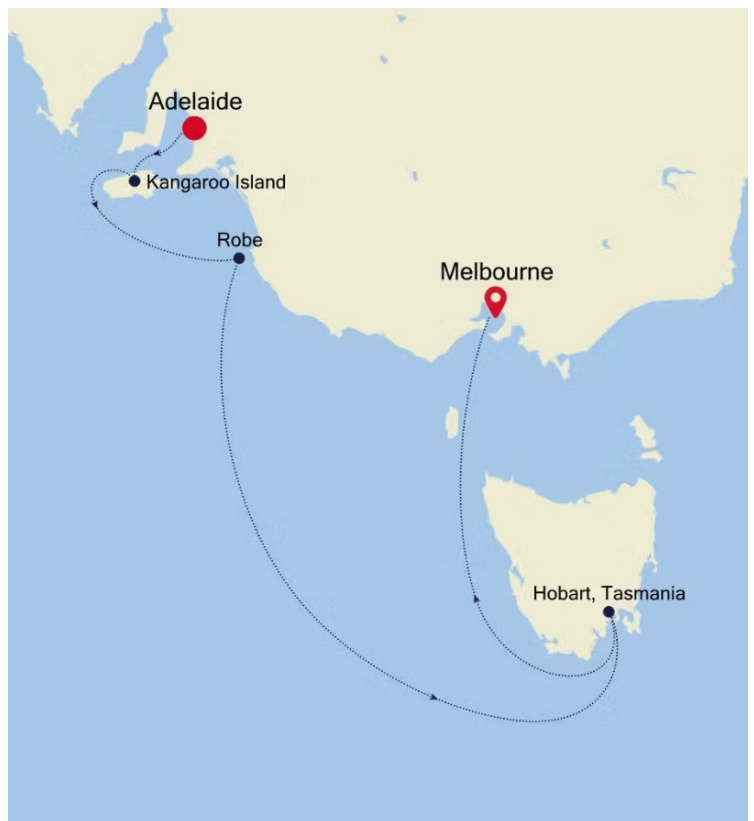 Adelaide
Kangaroo Island
Robe
Melbourne
Hobart, Tasmania